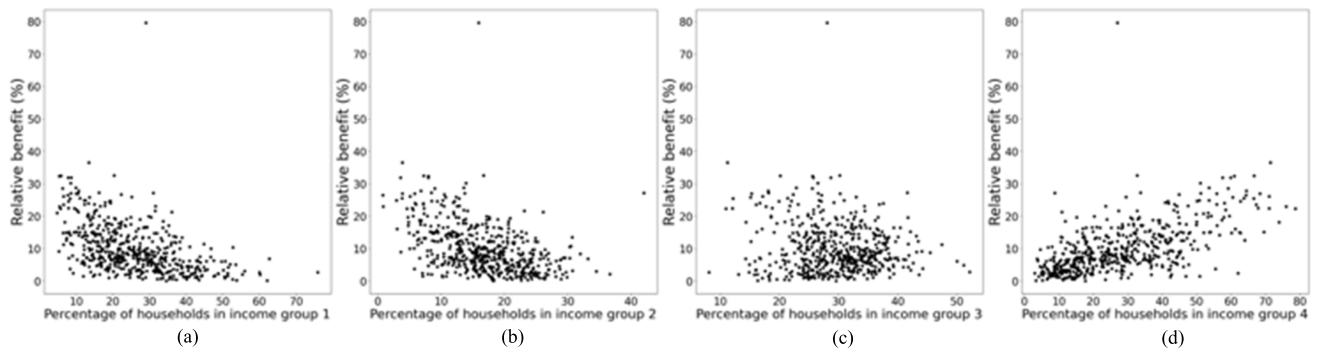 80 80 80 80
70 70 70 70
60 60 60 60
50 50 50 50
40 40 40 40
30 30 30 30
20 20 20 20
10 10 10 10
0 0 0 0
Relative benefit (%) Relative benefit (%) Relative benefit (%) Relative benefit (%)
10 20 30 40 50 60 70 0 10 20 30 40 10 20 30 40 50 0 10 20 30 40 50 60 70 80
Percentage of households in income group 1 Percentage of households in income group 2 Percentage of households in income group 3 Percentage of households in income group 4
(a) (b) (c) (d)